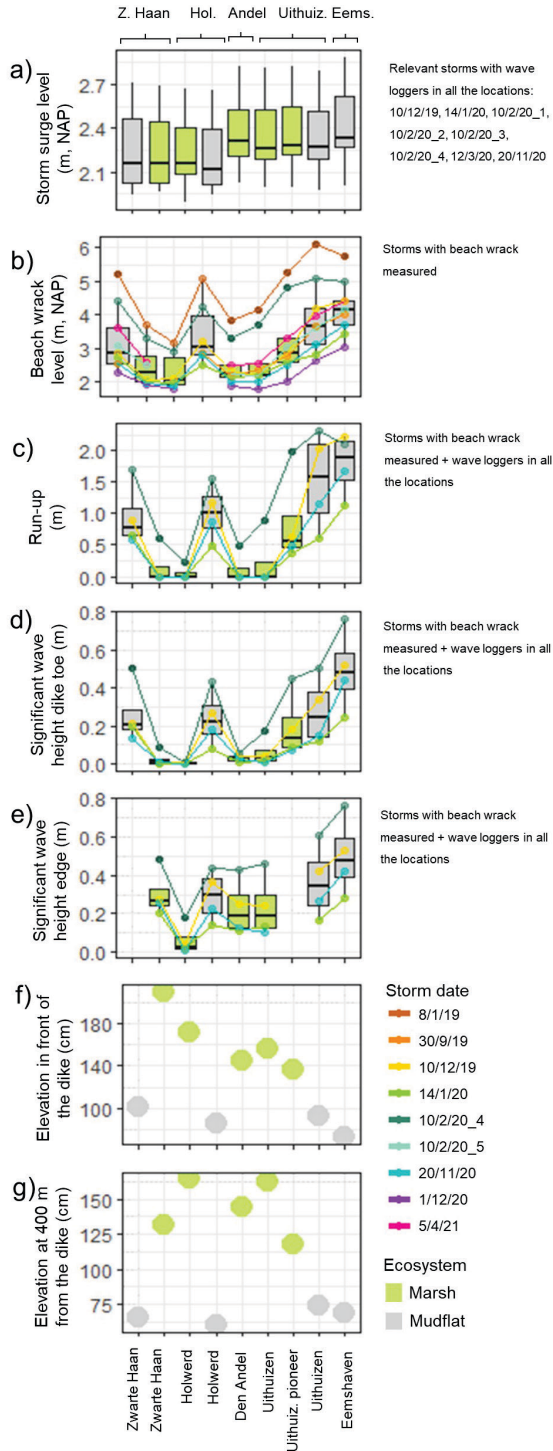 Z. Haan Hol. Andel Uithuiz. Eems.
a)
Storm surge level
(m, NAP)
2.7
2.4
2.1
Relevant storms with wave
loggers in all the locations:
10/12/19, 14/1/20, 10/2/20_1,
10/2/20_2, 10/2/20_3,
10/2/20_4, 12/3/20, 20/11/20
b)
Beach wrack
level (m, NAP)
6
5
4
3
2
Storms with beach wrack
measured
c)
Run-up
(m)
2.0
1.5
1.0
0.5
0.0
Storms with beach wrack
measured + wave loggers in all
the locations
d)
Significant wave
height dike toe (m)
0.8
0.6
0.4
0.2
0.0
Storms with beach wrack
measured + wave loggers in all
the locations
e)
Significant wave
height edge (m)
0.8
0.6
0.4
0.2
0.0
Storms with beach wrack
measured + wave loggers in all
the locations
f)
Elevation in front of
the dike (cm)
180
140
100
g)
Elevation at 400 m
from the dike (cm)
150
125
100
75
Zwarte Haan
Zwarte Haan
Holwerd
Holwerd
Den Andel
Uithuizen
Uithuiz. pioneer
Uithuizen
Eemshaven
Storm date
8/1/19
30/9/19
10/12/19
14/1/20
10/2/20_4
10/2/20_5
20/11/20
1/12/20
5/4/21
Ecosystem
Marsh
Mudflat